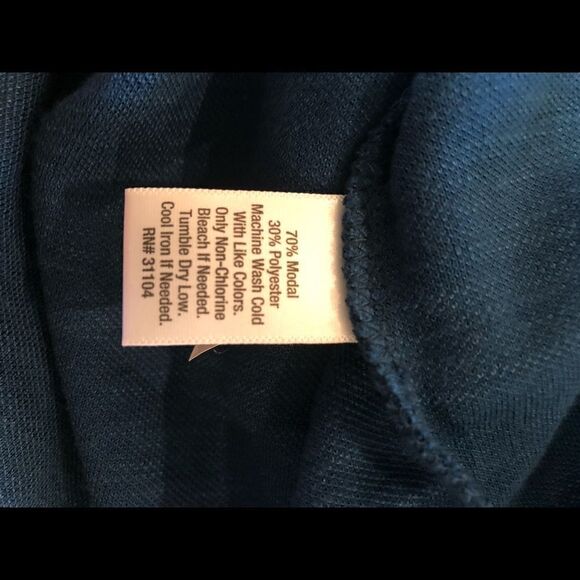 70% Modal
30% Polyester
Machine Wash Cold
With Like Colors.
Only Non-Chlorine
Bleach If Needed.
Tumble Dry Low.
Cool Iron If Needed.
RN# 31104